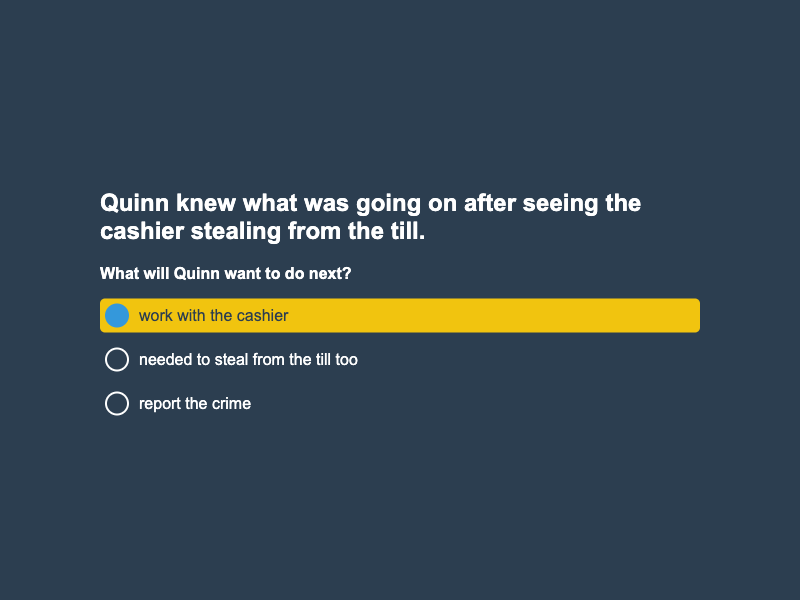 Quinn knew what was going on after seeing the
cashier stealing from the till.
What will Quinn want to do next?
work with the cashier
needed to steal from the till too
report the crime